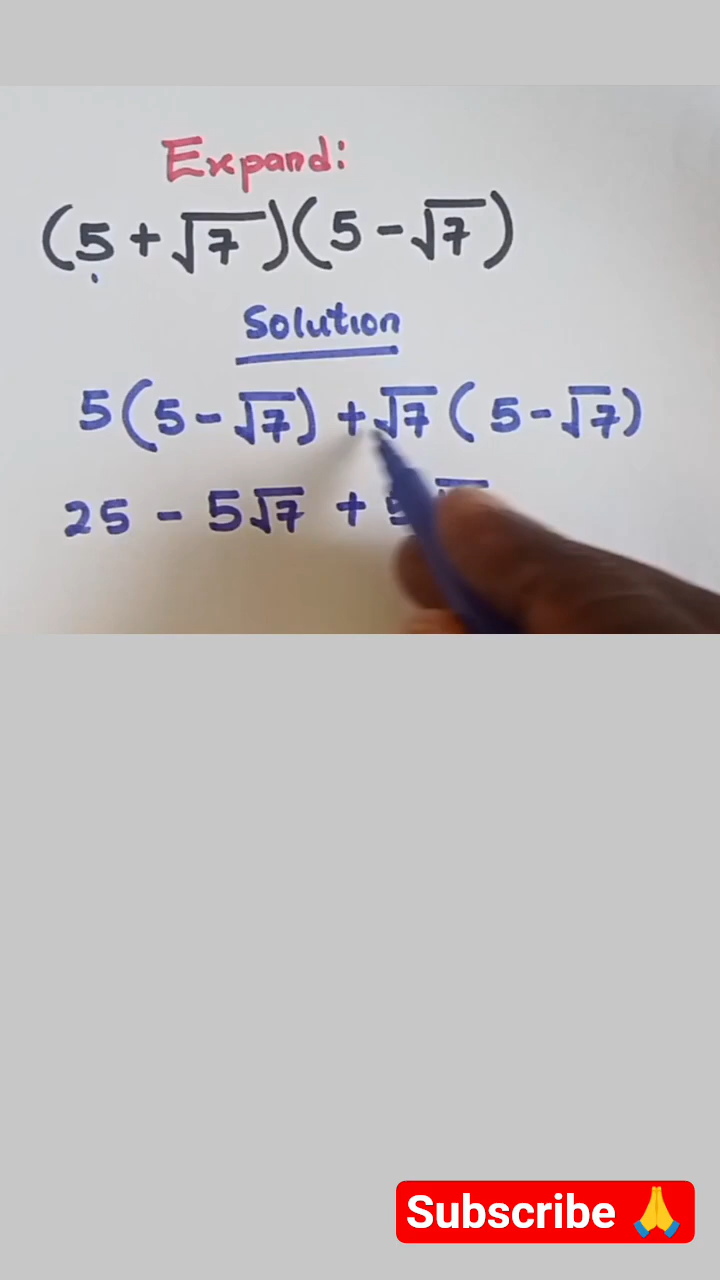 Expand:
(5+√7)(5-√7)
Solution
5(5-√7)+√7(5-√7)
25 - 5√7 +
Subscribe 🙏